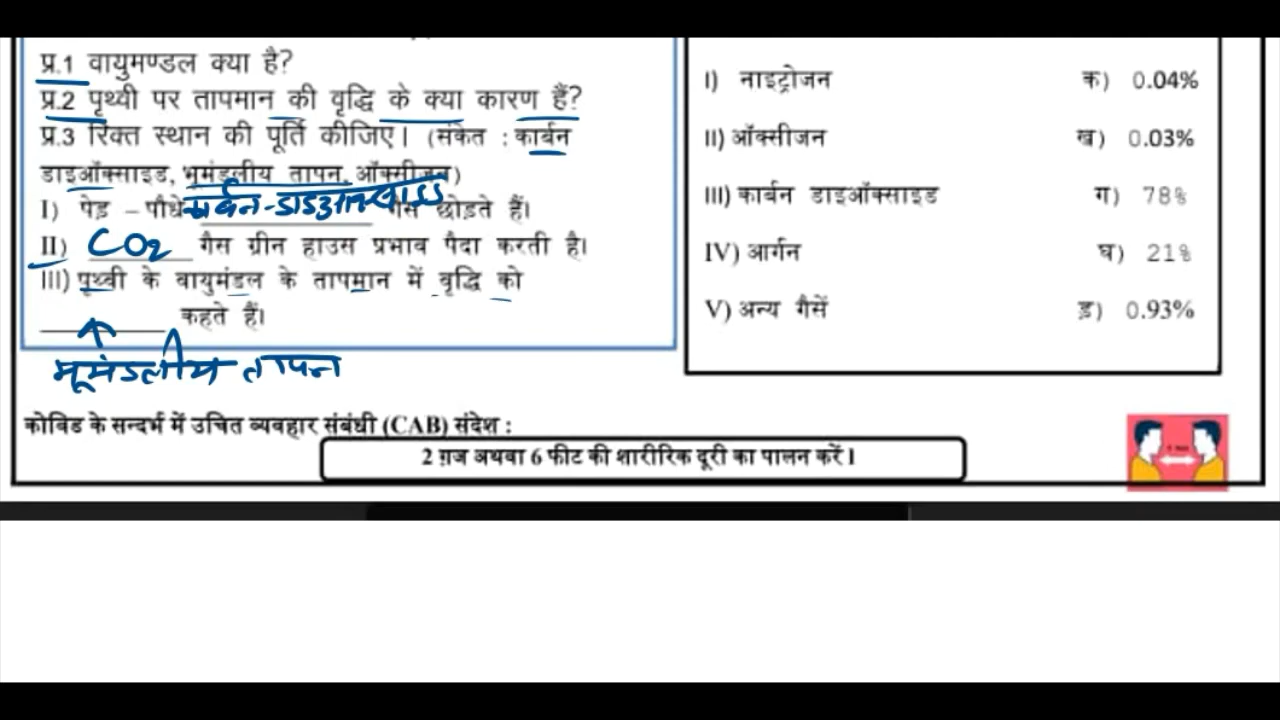 प्र.1 वायुमण्डल क्या है?
प्र.2 पृथ्वी पर तापमान की वृद्धि के क्या कारण हैं?
प्र.3 रिक्त स्थान की पूर्ति कीजिए। (संकेत : कार्बन
डाइऑक्साइड, भूमंडलीय तापन, ऑक्सीजन)
I) पेड़ – पौधे कार्बन-डाइआक्साइड गैस छोड़ते हैं।
II) CO2 गैस ग्रीन हाउस प्रभाव पैदा करती है।
III) पृथ्वी के वायुमंडल के तापमान में वृद्धि को
कहते हैं।
भूमंडलीय तापन
I) नाइट्रोजन क) 0.04%
II) ऑक्सीजन ख) 0.03%
III) कार्बन डाइऑक्साइड ग) 78%
IV) आर्गन घ) 21%
V) अन्य गैसें ड़) 0.93%
कोविड के सन्दर्भ में उचित व्यवहार संबंधी (CAB) संदेश :
2 ग़ज अथवा 6 फीट की शारीरिक दूरी का पालन करें l